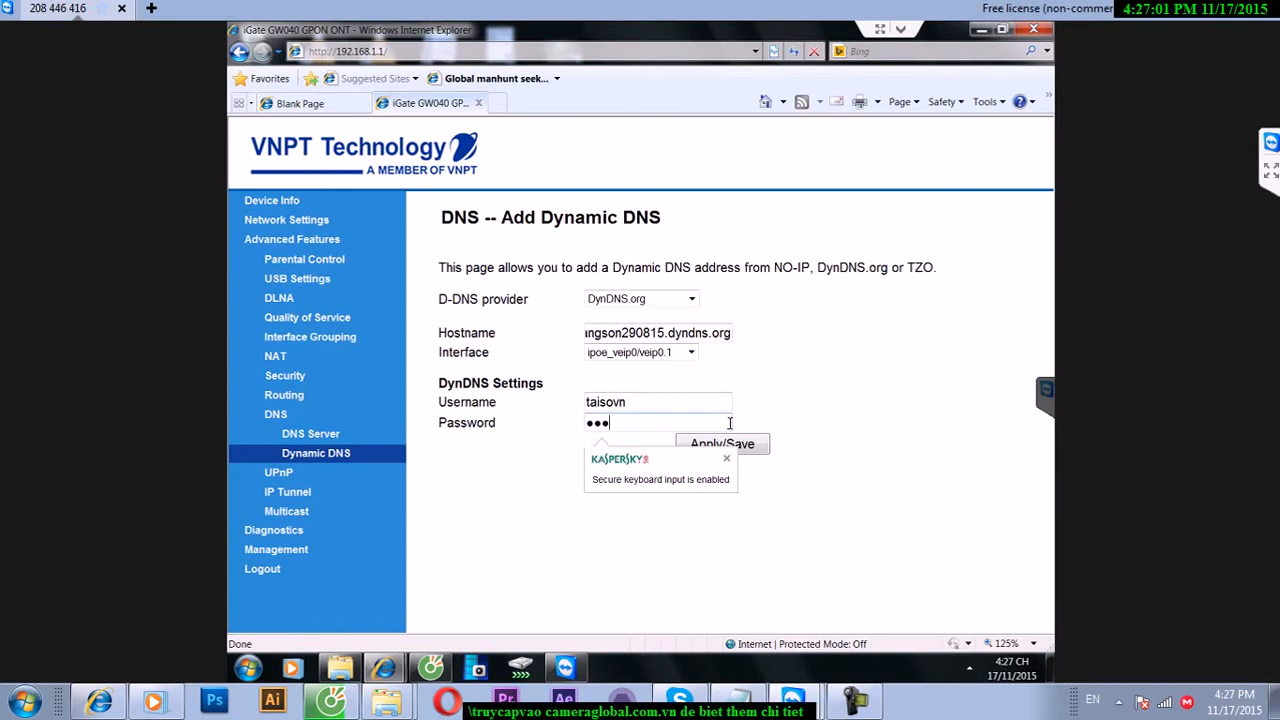 208 446 416
Free license (non-commer
4:27:01 PM 11/17/2015
iGate GW040 GPON ONT - Windows Internet Explorer
http://192.168.1.1/
Bing
Favorites
Suggested Sites
Global manhunt seek...
Blank Page
iGate GW040 GP...
Page
Safety
Tools
VNPT Technology
A MEMBER OF VNPT
Device Info
Network Settings
Advanced Features
Parental Control
USB Settings
DLNA
Quality of Service
Interface Grouping
NAT
Security
Routing
DNS
DNS Server
Dynamic DNS
UPnP
IP Tunnel
Multicast
Diagnostics
Management
Logout
DNS -- Add Dynamic DNS
This page allows you to add a Dynamic DNS address from NO-IP, DynDNS.org or TZO.
D-DNS provider
DynDNS.org
Hostname
angson290815.dyndns.org
Interface
ipoe_veip0/veip0.1
DynDNS Settings
Username
taisovn
Password
●●●
Apply/Save
KASPERSKY
Secure keyboard input is enabled
Done
Internet | Protected Mode: Off
125%
4:27 CH
17/11/2015
Ps
Ai
Pr
Ae
EN
4:27 PM
11/17/2015
\truycapvao cameraglobal.com.vn de biet them chi tiet